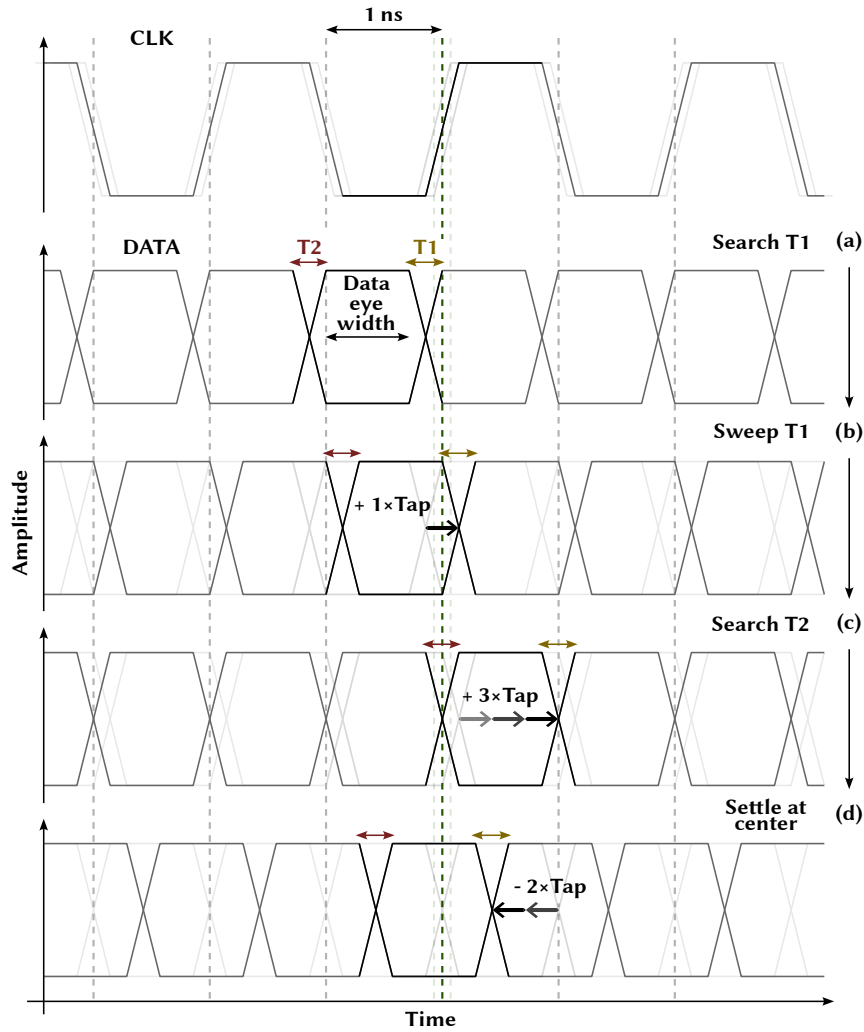 1 ns
CLK
DATA
T2
T1
Search T1
(a)
Data
eye
width
Sweep T1
(b)
+ 1×Tap
Amplitude
Search T2
(c)
+ 3×Tap
Settle at
center
(d)
- 2×Tap
Time